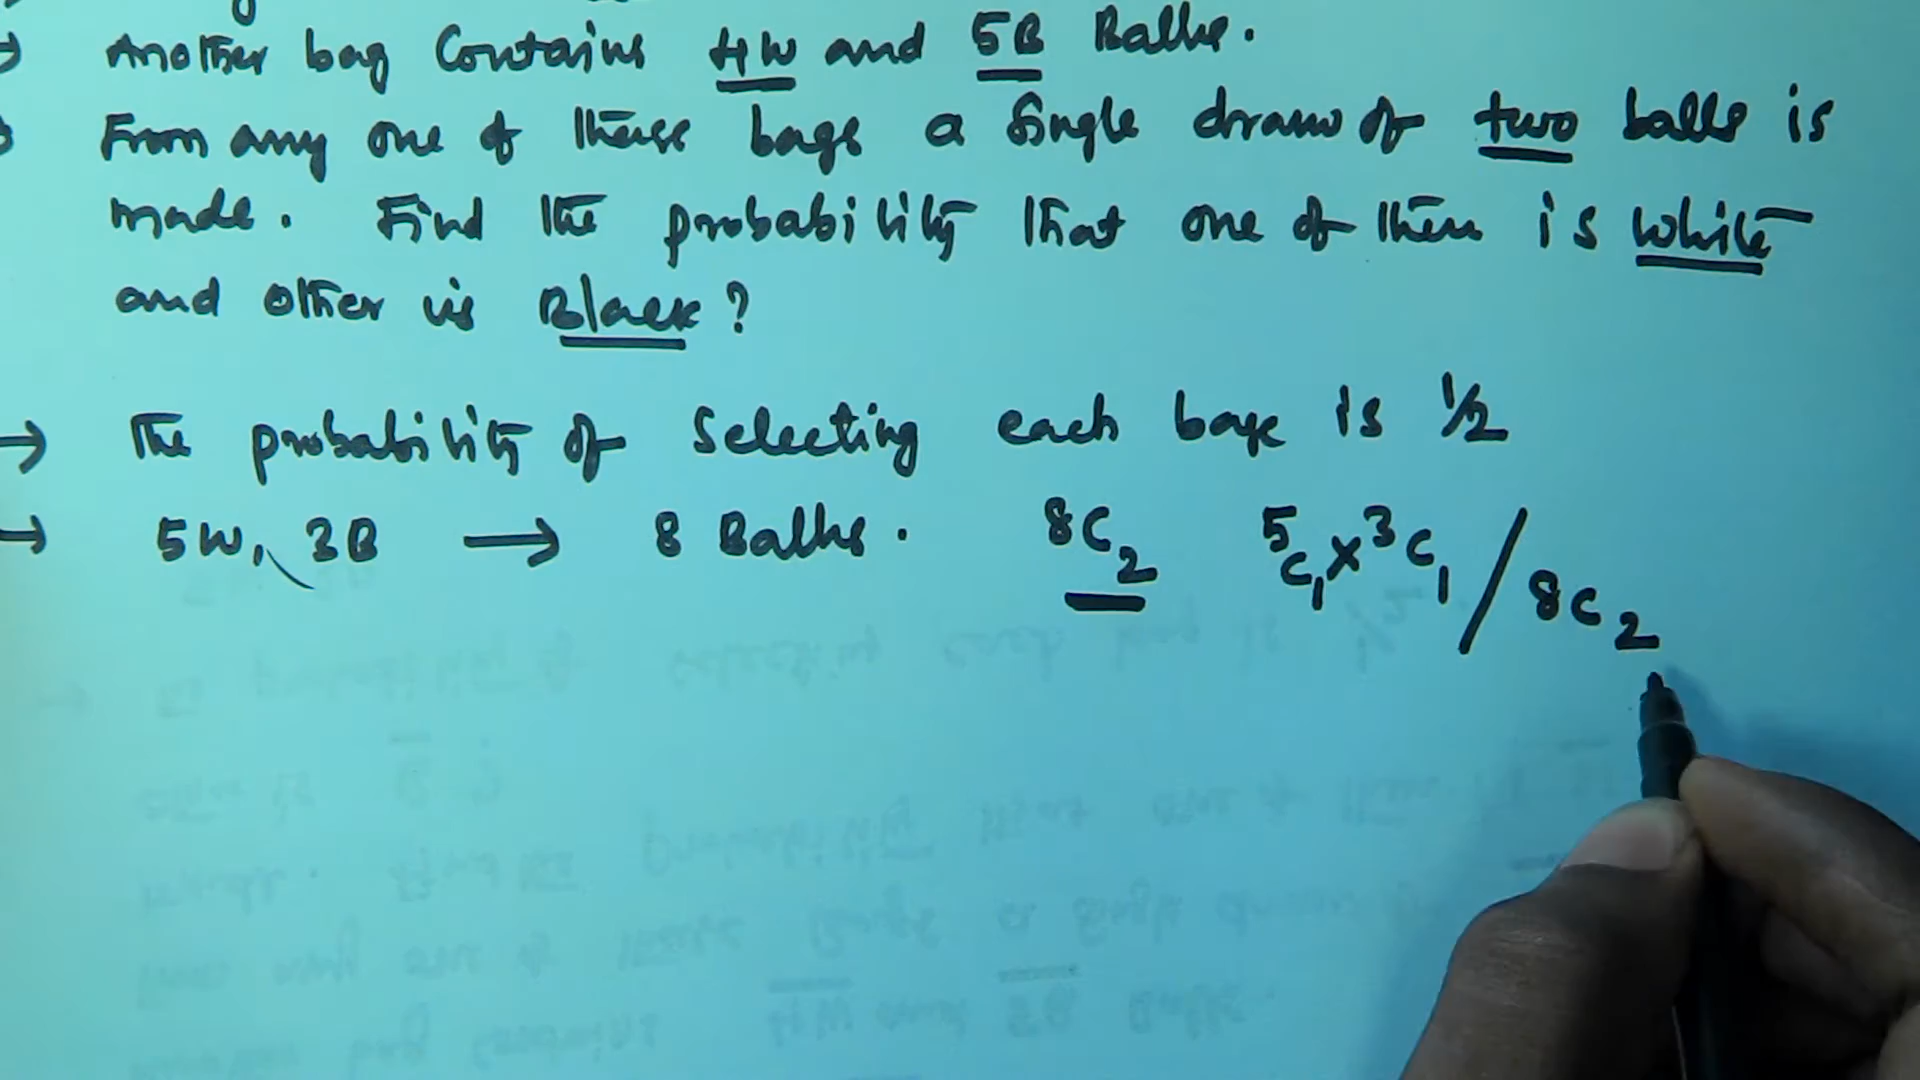 → Another bag Contains 4W and 5B Balls.
From any one of these bags a Single draw of two balls is
made. Find the probability that one of them is white
and other is Black?
→ The probability of Selecting each bag is 1/2
→ 5W, 3B → 8 Balls. 8C2 5C1 x 3C1 / 8C2